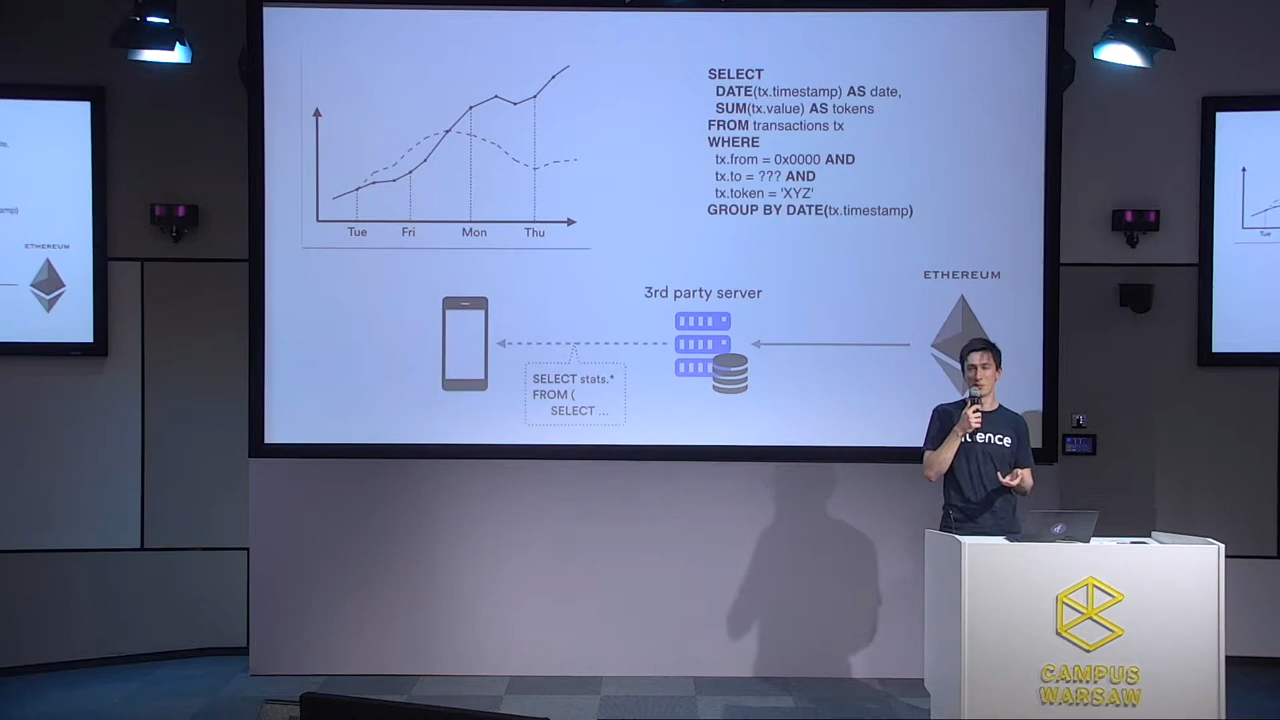 SELECT
DATE(tx.timestamp) AS date,
SUM(tx.value) AS tokens
FROM transactions tx
WHERE
tx.from = 0x0000 AND
tx.to = ??? AND
tx.token = 'XYZ'
GROUP BY DATE(tx.timestamp)
Tue Fri Mon Thu
ETHEREUM
3rd party server
SELECT stats.*
FROM (
SELECT ...
ETHEREUM
Tue
CAMPUS
WARSAW